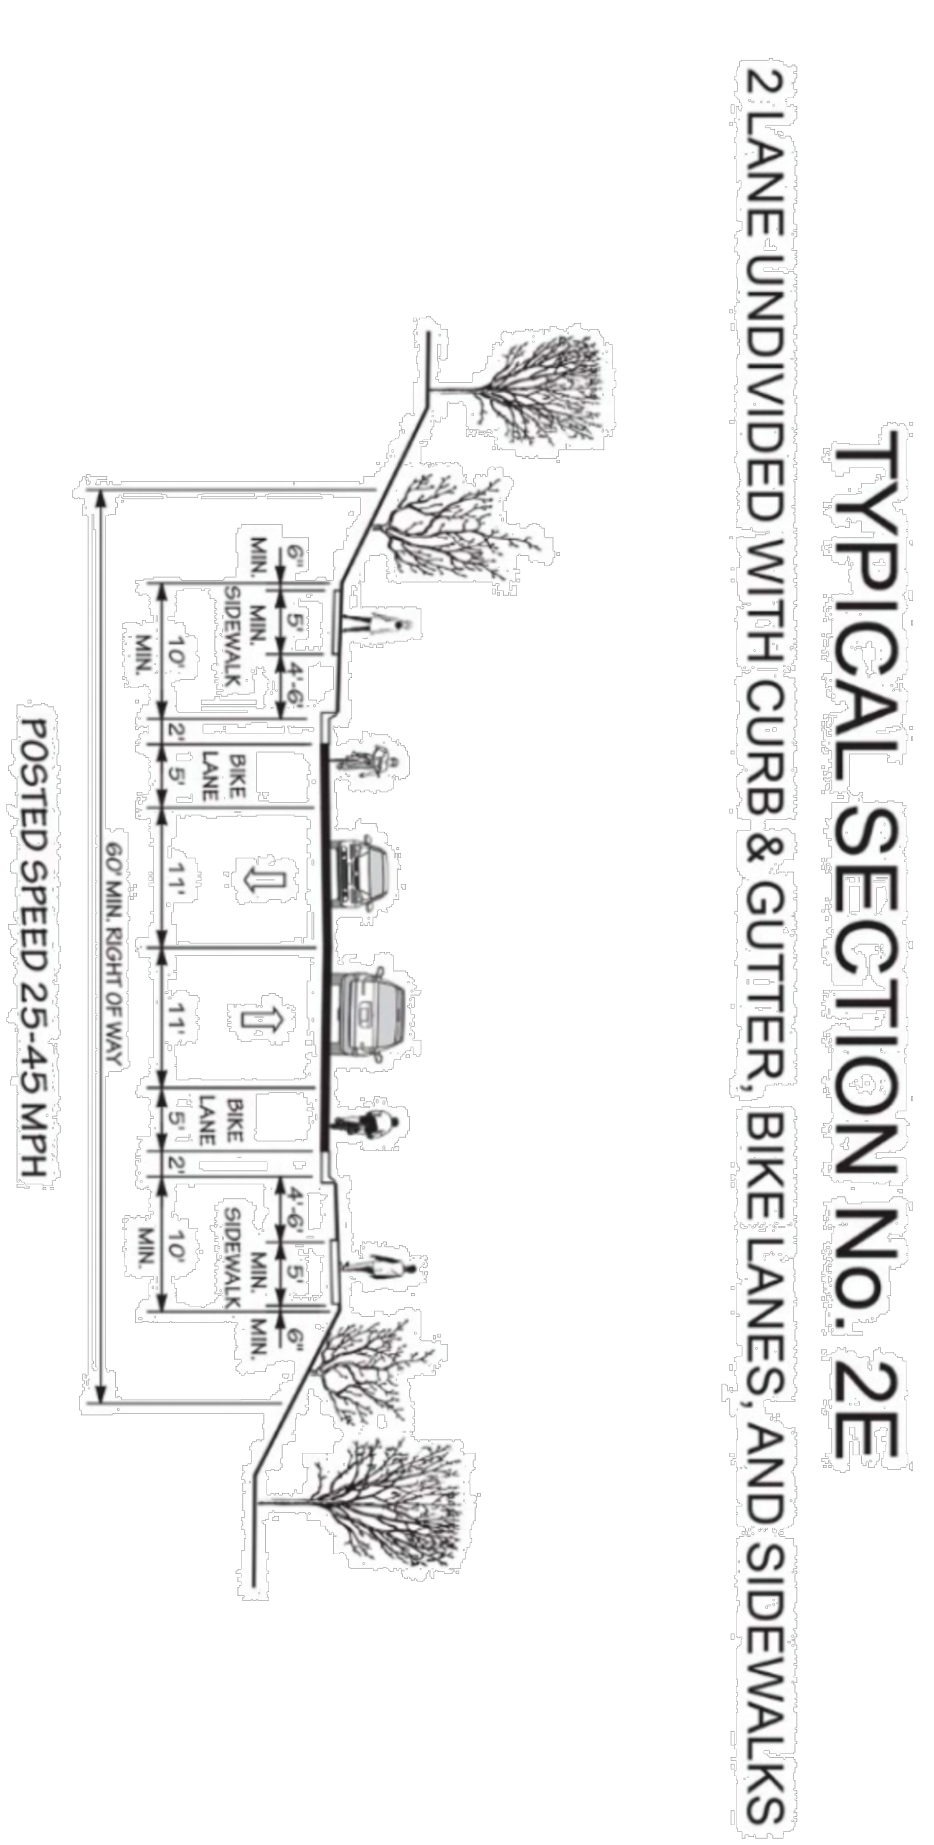 TYPICAL SECTION No. 2E
2 LANE UNDIVIDED WITH CURB & GUTTER, BIKE LANES, AND SIDEWALKS
6" 5' 4'-6" 4'-6" 5' 6"
MIN. MIN. MIN. MIN.
SIDEWALK BIKE LANE BIKE LANE SIDEWALK
10' 2' 5' 11' 11' 5' 2' 10'
MIN. MIN.
60' MIN. RIGHT OF WAY
POSTED SPEED 25-45 MPH